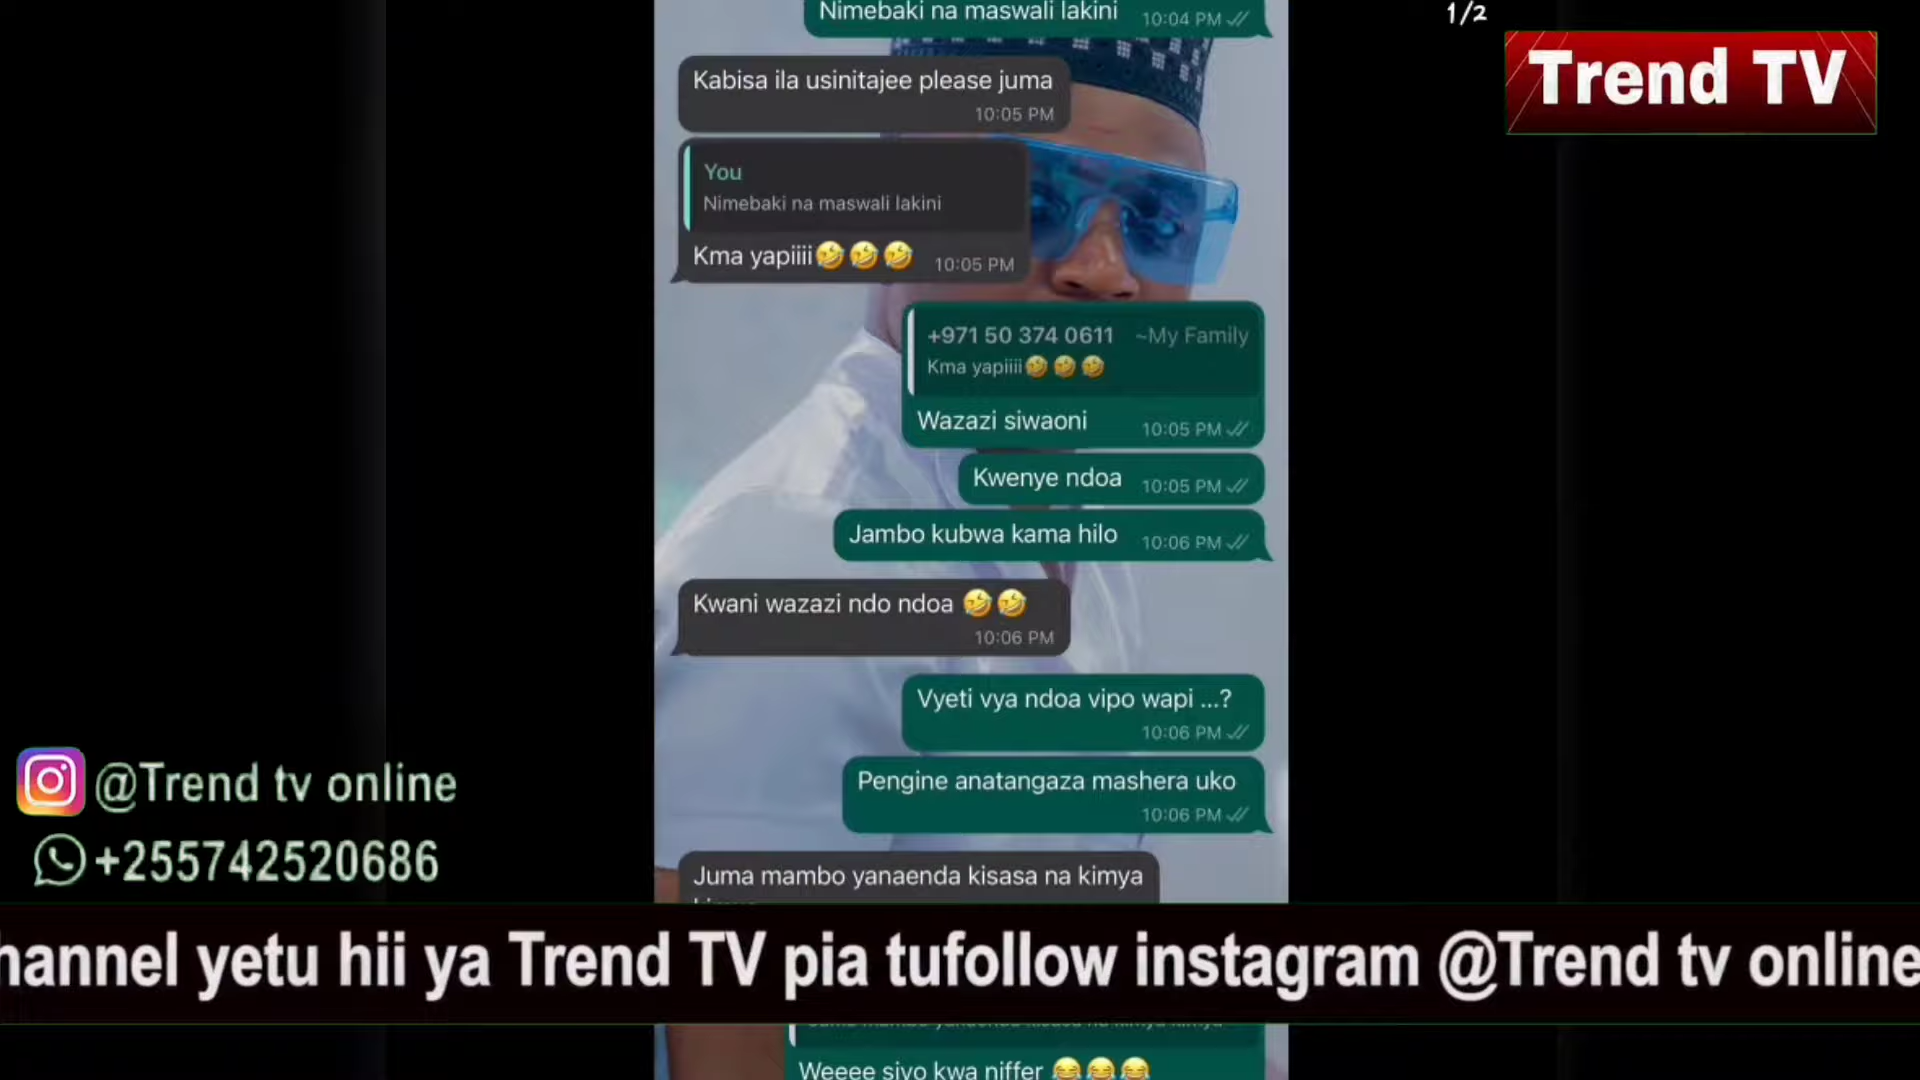 Nimebaki na maswali lakini 10:04 PM
1/2
Trend TV
Kabisa ila usinitajee please juma
10:05 PM
You
Nimebaki na maswali lakini
Kma yapiiii🤣🤣🤣 10:05 PM
+971 50 374 0611 ~My Family
Kma yapiiii🤣🤣🤣
Wazazi siwaoni 10:05 PM
Kwenye ndoa 10:05 PM
Jambo kubwa kama hilo 10:06 PM
Kwani wazazi ndo ndoa 🤣🤣
10:06 PM
Vyeti vya ndoa vipo wapi ...?
10:06 PM
Pengine anatangaza mashera uko
10:06 PM
@Trend tv online
+255742520686
Juma mambo yanaenda kisasa na kimya
hannel yetu hii ya Trend TV pia tufollow instagram @Trend tv online
Weeee siyo kwa niffer 😂😂😂